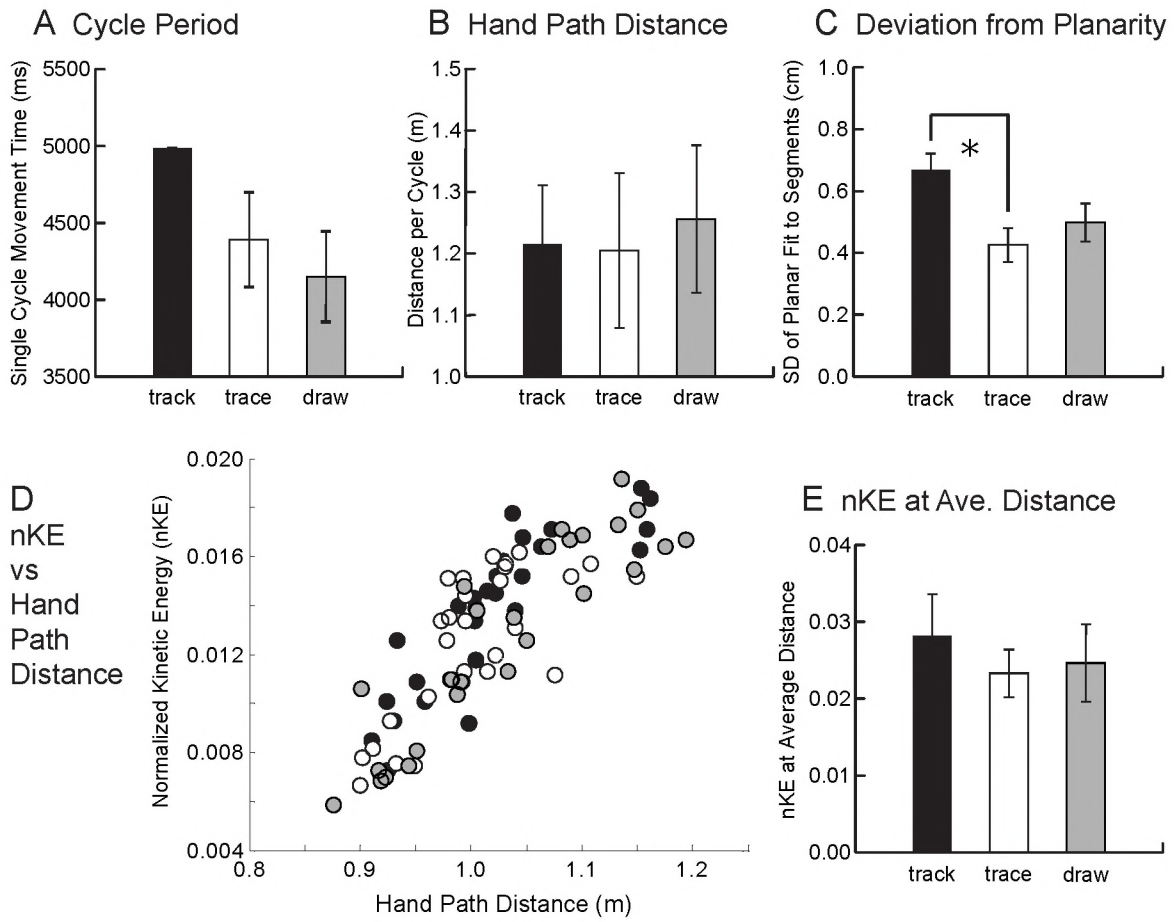 A Cycle Period
Single Cycle Movement Time (ms)
5500
5000
4500
4000
3500
track trace draw
B Hand Path Distance
Distance per Cycle (m)
1.5
1.4
1.3
1.2
1.1
1.0
track trace draw
C Deviation from Planarity
SD of Planar Fit to Segments (cm)
1.0
0.8
0.6
0.4
0.2
0.0
*
track trace draw
D
nKE
vs
Hand
Path
Distance
Normalized Kinetic Energy (nKE)
0.020
0.016
0.012
0.008
0.004
0.8 0.9 1.0 1.1 1.2
Hand Path Distance (m)
E nKE at Ave. Distance
nKE at Average Distance
0.04
0.03
0.02
0.01
0.00
track trace draw